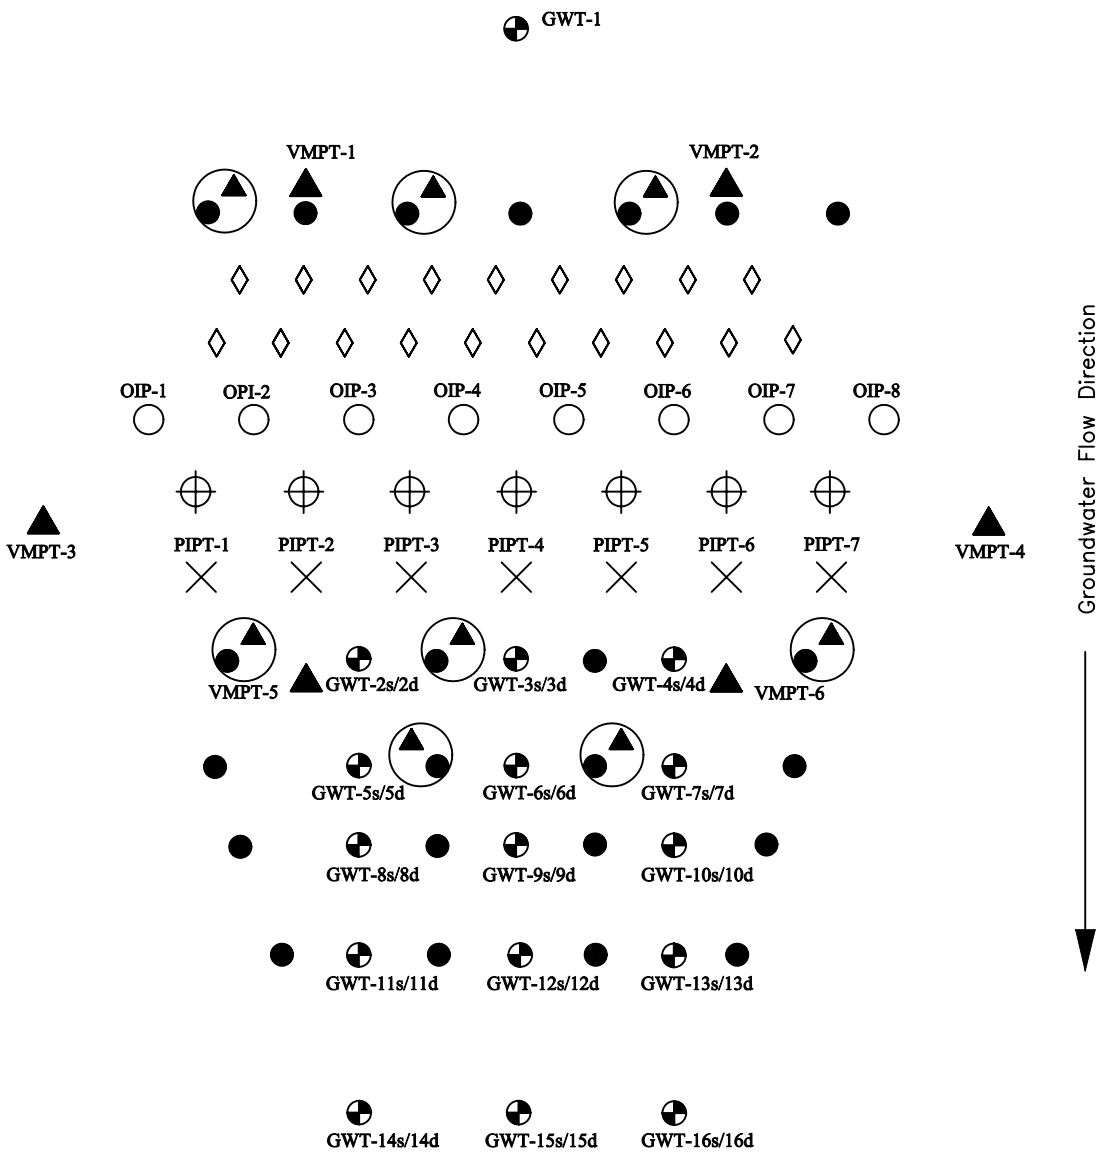 GWT-1
VMPT-1
VMPT-2
OIP-1
OPI-2
OIP-3
OIP-4
OIP-5
OIP-6
OIP-7
OIP-8
Groundwater Flow Direction
VMPT-3
PIPT-1
PIPT-2
PIPT-3
PIPT-4
PIPT-5
PIPT-6
PIPT-7
VMPT-4
VMPT-5
GWT-2s/2d
GWT-3s/3d
GWT-4s/4d
VMPT-6
GWT-5s/5d
GWT-6s/6d
GWT-7s/7d
GWT-8s/8d
GWT-9s/9d
GWT-10s/10d
GWT-11s/11d
GWT-12s/12d
GWT-13s/13d
GWT-14s/14d
GWT-15s/15d
GWT-16s/16d